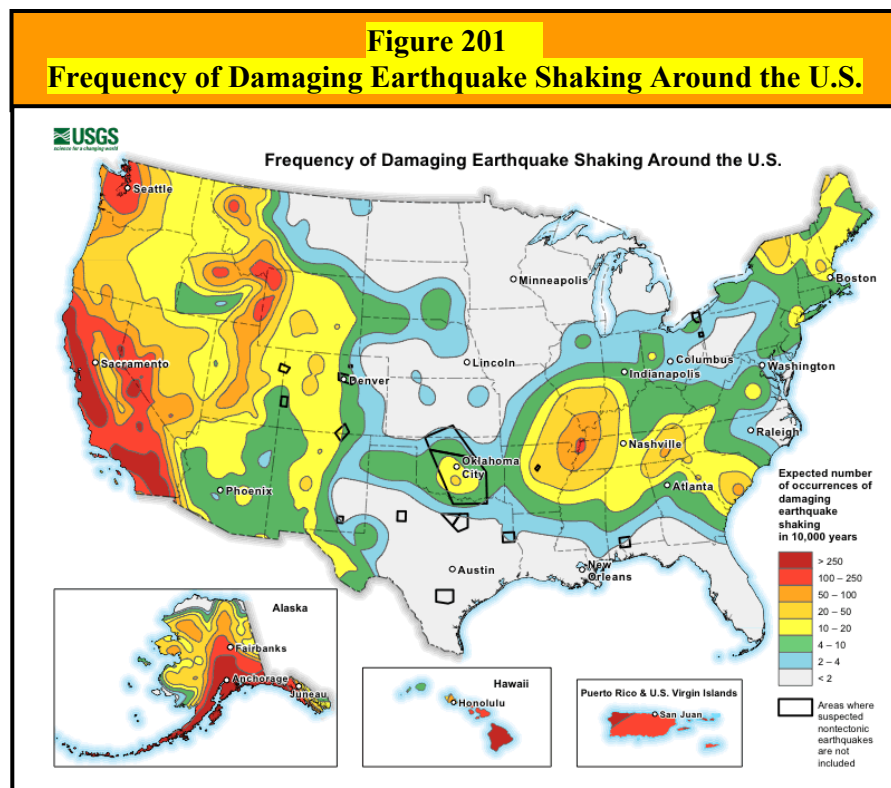 Figure 201
Frequency of Damaging Earthquake Shaking Around the U.S.
USGS
science for a changing world
Frequency of Damaging Earthquake Shaking Around the U.S.
Seattle
Minneapolis
Boston
Sacramento
Denver
Lincoln
Columbus
Indianapolis
Washington
Nashville
Raleigh
Oklahoma
City
Phoenix
Atlanta
Austin
New
Orleans
Expected number
of occurrences of
damaging
earthquake
shaking
in 10,000 years
> 250
100 – 250
50 – 100
20 – 50
10 – 20
4 – 10
2 – 4
< 2
Areas where
suspected
nontectonic
earthquakes
are not
included
Alaska
Fairbanks
Anchorage
Juneau
Hawaii
Honolulu
Puerto Rico & U.S. Virgin Islands
San Juan